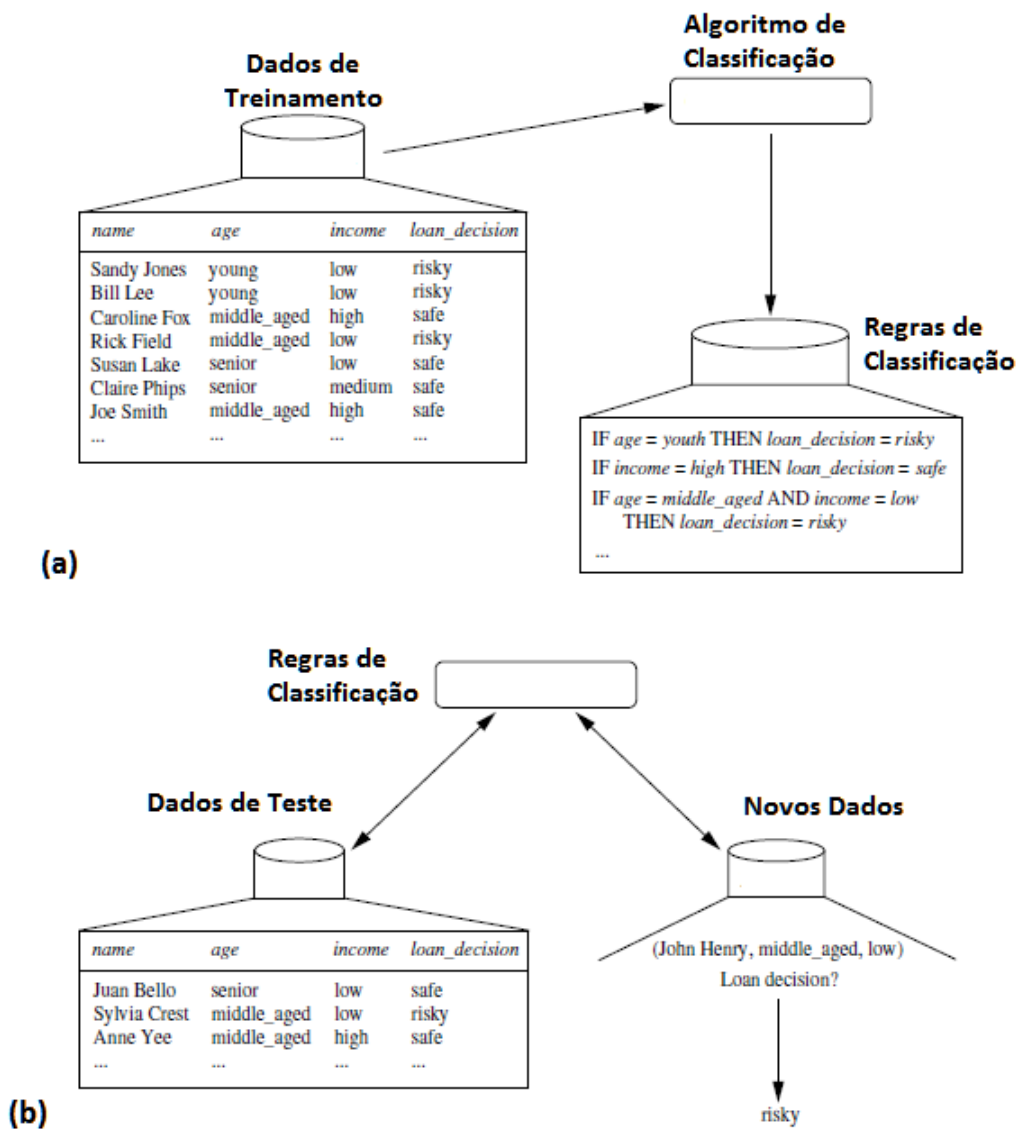 Dados de
Treinamento
Algoritmo de
Classificação
name age income loan_decision
Sandy Jones young low risky
Bill Lee young low risky
Caroline Fox middle_aged high safe
Rick Field middle_aged low risky
Susan Lake senior low safe
Claire Phips senior medium safe
Joe Smith middle_aged high safe
... ... ... ...
Regras de
Classificação
IF age = youth THEN loan_decision = risky
IF income = high THEN loan_decision = safe
IF age = middle_aged AND income = low
THEN loan_decision = risky
...
(a)
Regras de
Classificação
Dados de Teste
name age income loan_decision
Juan Bello senior low safe
Sylvia Crest middle_aged low risky
Anne Yee middle_aged high safe
... ... ... ...
Novos Dados
(John Henry, middle_aged, low)
Loan decision?
risky
(b)